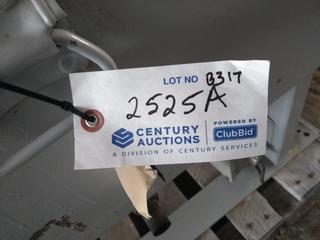 LOT NO B317
2525A
CENTURY AUCTIONS
POWERED BY ClubBid
A DIVISION OF CENTURY SERVICES